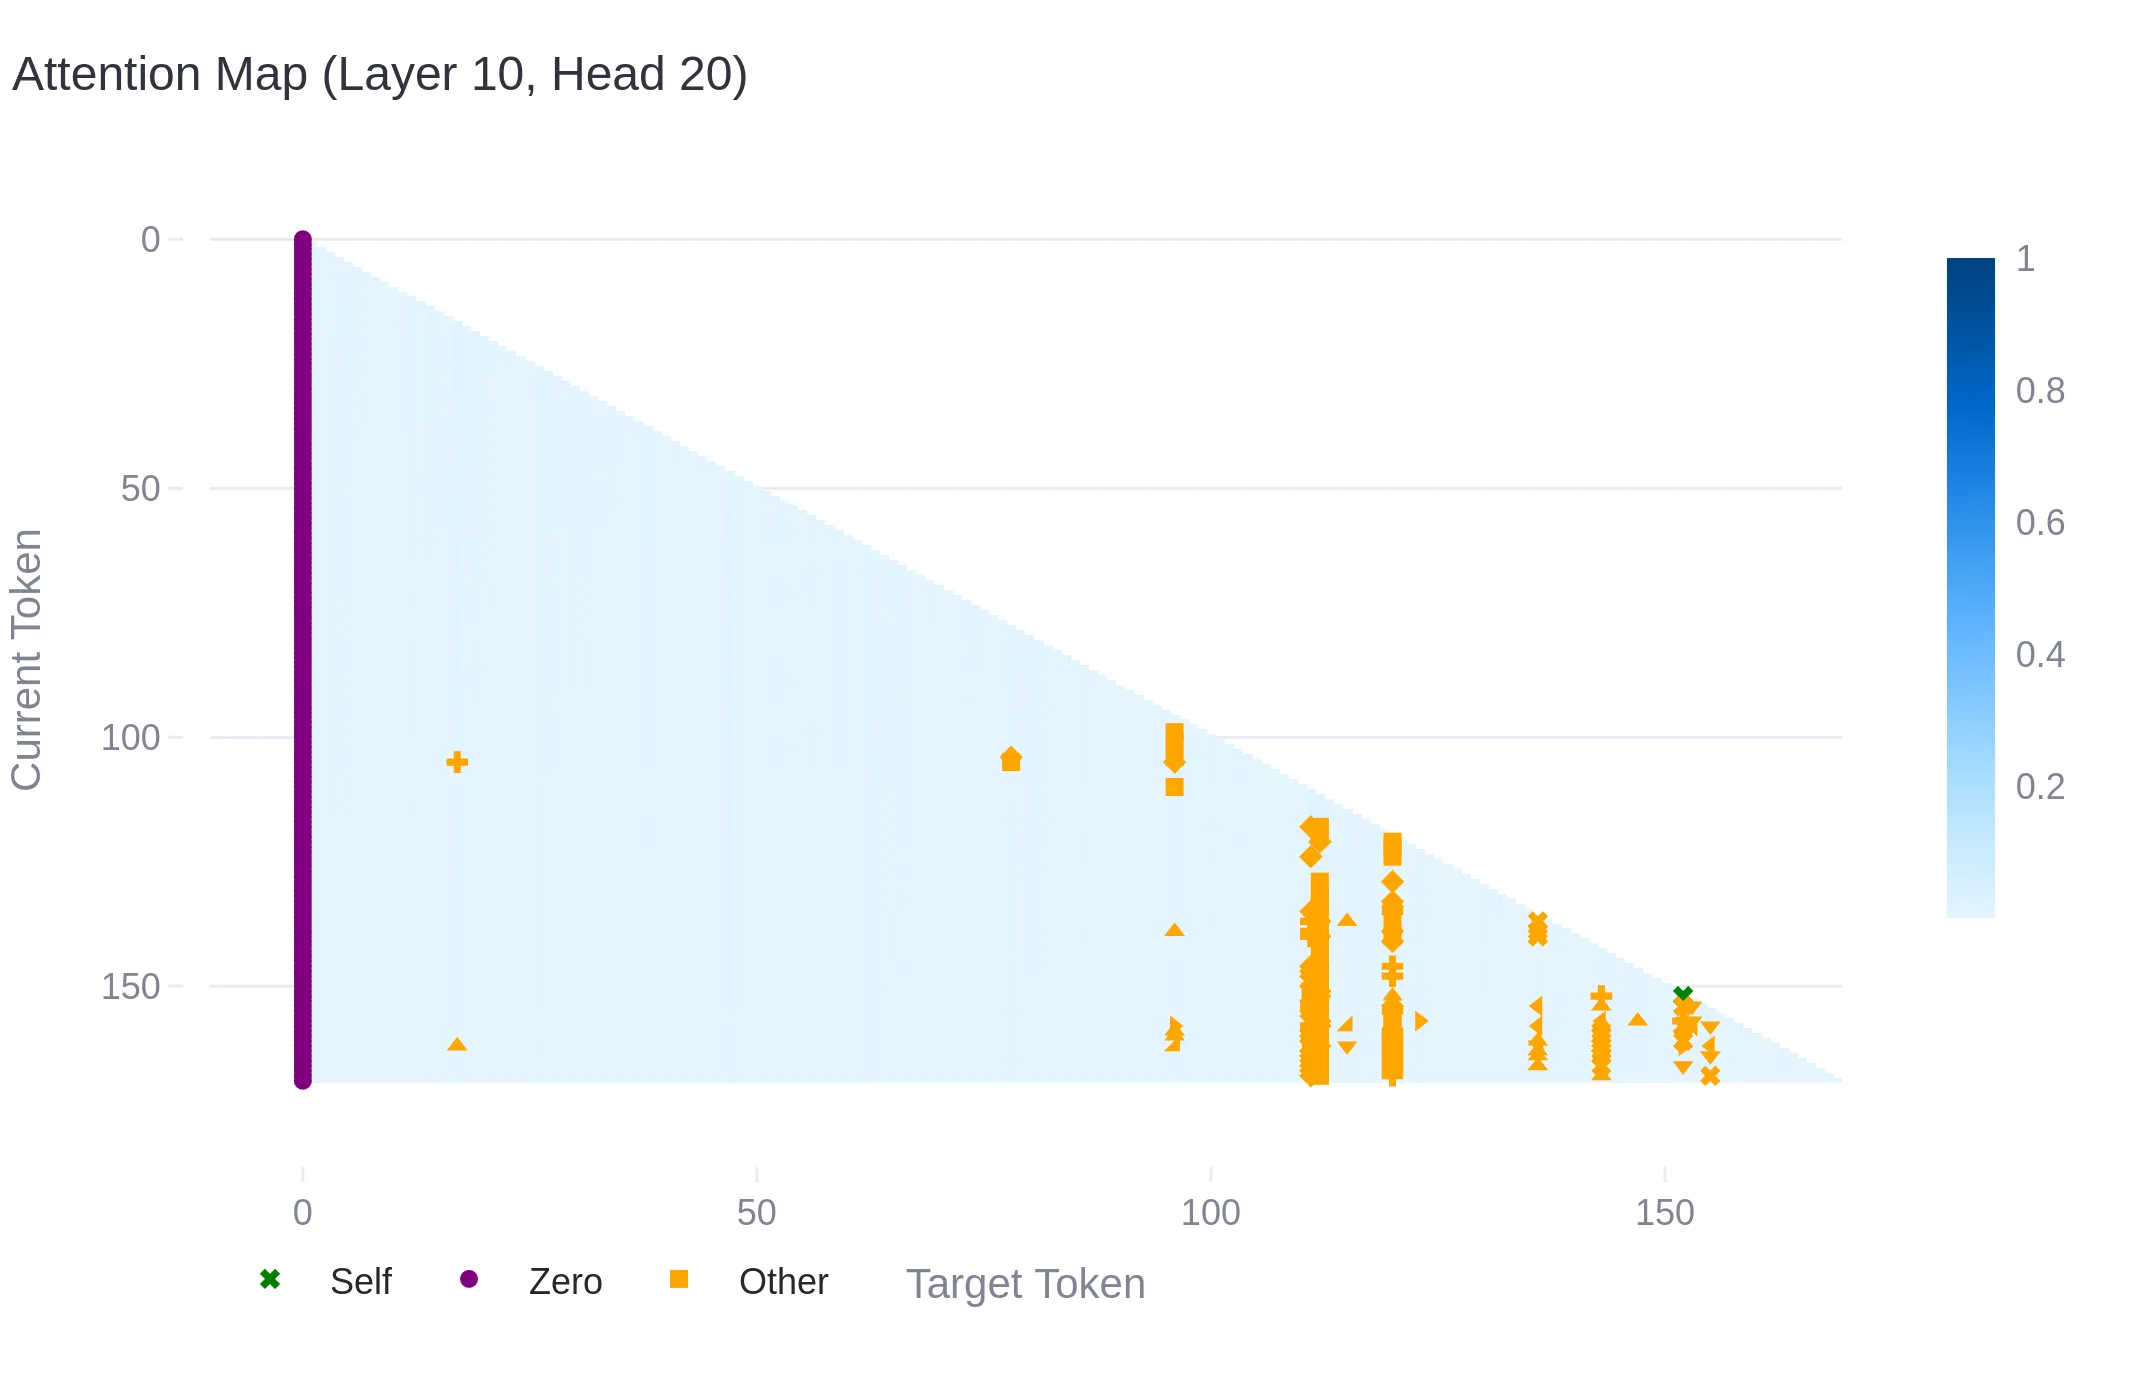 Attention Map (Layer 10, Head 20)
Current Token
0
50
100
150
1
0.8
0.6
0.4
0.2
0 50 100 150
Self Zero Other Target Token